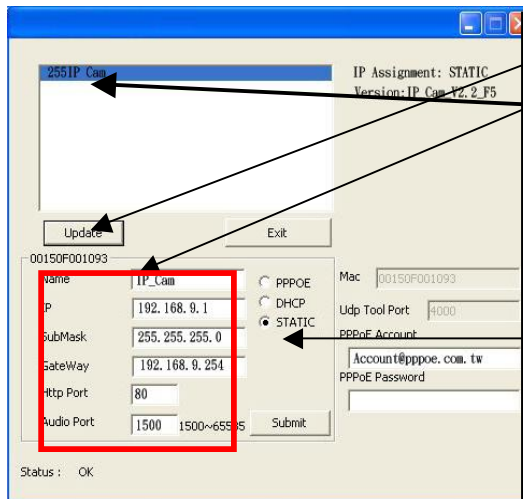 255IP Cam
IP Assignment: STATIC
Version:IP Cam V2.2_F5
Update
Exit
00150F001093
Name
IP_Cam
IP
192.168.9.1
SubMask
255.255.255.0
GateWay
192.168.9.254
Http Port
80
Audio Port
1500
1500~65535
PPPOE
DHCP
STATIC
Submit
Mac
00150F001093
Udp Tool Port
4000
PPPoE Account
Account@pppoe.com.tw
PPPoE Password
Status : OK